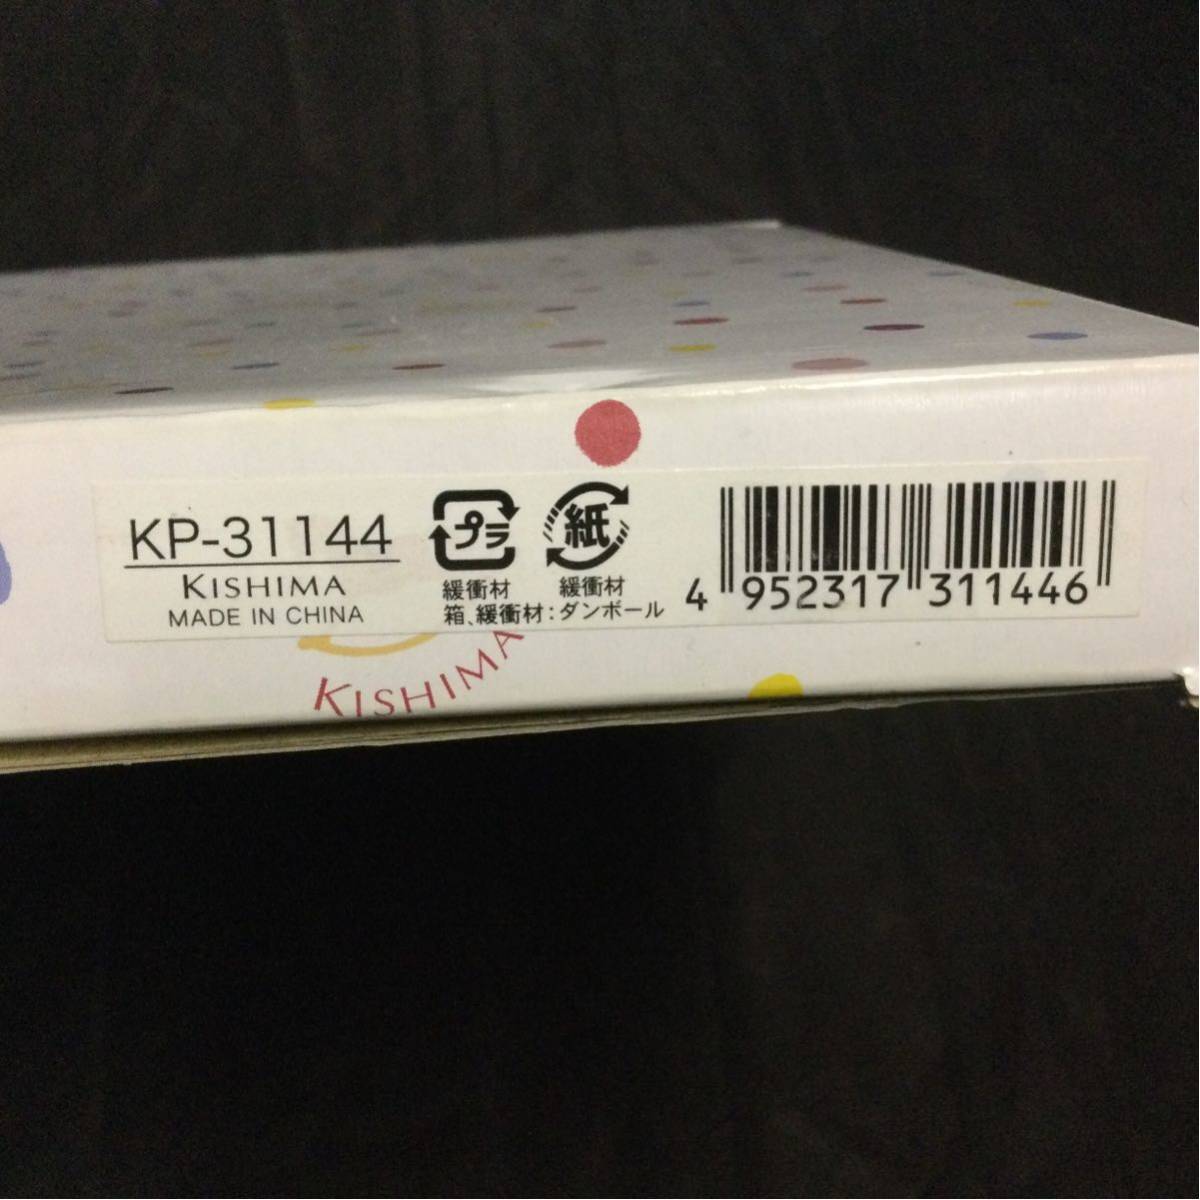 KP-31144
KISHIMA
MADE IN CHINA
プラ
紙
緩衝材
緩衝材
箱、緩衝材：ダンボール
4 952317 311446
KISHIMA